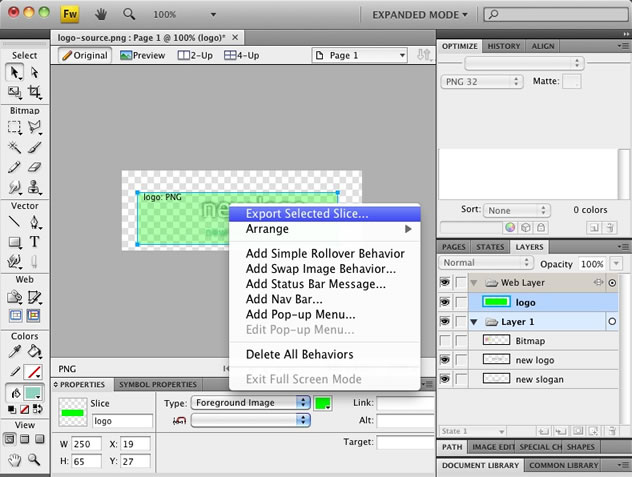 Fw
100%
EXPANDED MODE
logo-source.png : Page 1 @ 100% (logo)*
Original
Preview
2-Up
4-Up
Page 1
Select
Bitmap
Vector
T
Web
Colors
View
logo: PNG
Export Selected Slice...
Arrange
Add Simple Rollover Behavior
Add Swap Image Behavior...
Add Status Bar Message...
Add Nav Bar...
Add Pop-up Menu...
Edit Pop-up Menu...
Delete All Behaviors
Exit Full Screen Mode
PNG
PROPERTIES
SYMBOL PROPERTIES
Slice
logo
Type:
Foreground Image
Link:
Alt:
Target:
W
250
X:
19
H:
65
Y:
27
OPTIMIZE
HISTORY
ALIGN
PNG 32
Matte:
Sort:
None
0 colors
PAGES
STATES
LAYERS
Normal
Opacity
100%
Web Layer
logo
Layer 1
Bitmap
new logo
new slogan
State 1
PATH
IMAGE EDIT
SPECIAL CH
SHAPES
DOCUMENT LIBRARY
COMMON LIBRARY